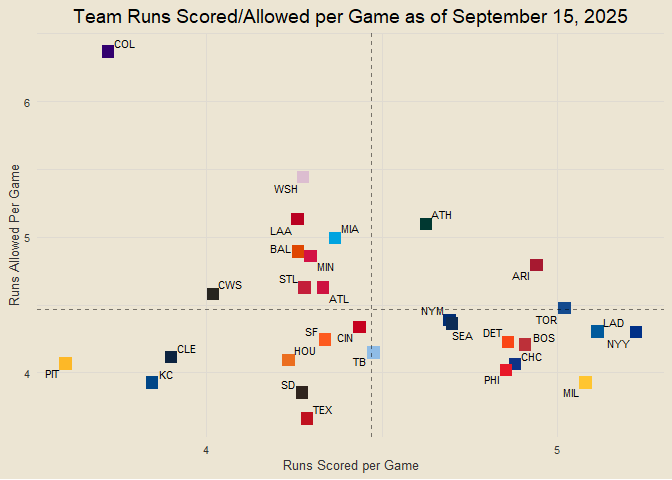 Team Runs Scored/Allowed per Game as of September 15, 2025
COL
6
WSH
ATH
LAA
MIA
5
BAL
MIN
ARI
STL
CWS
ATL
NYM
TOR
LAD
SF
CIN
SEA
DET
BOS
NYY
CLE
HOU
TB
CHC
PIT
KC
4
PHI
SD
MIL
TEX
4
5
Runs Scored per Game
Runs Allowed Per Game